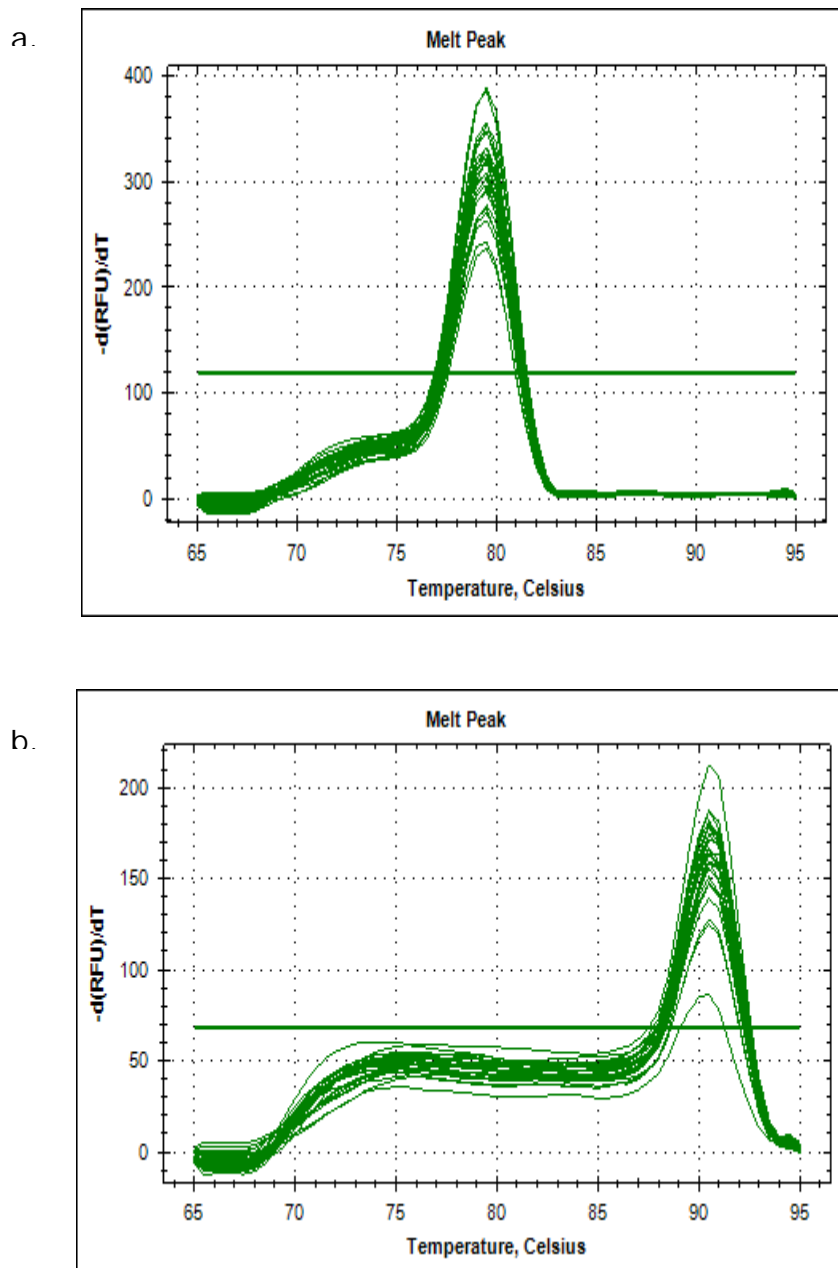 a.
Melt Peak
400
300
200
100
0
-d(RFU)/dT
65 70 75 80 85 90 95
Temperature, Celsius
b.
Melt Peak
200
150
100
50
0
-d(RFU)/dT
65 70 75 80 85 90 95
Temperature, Celsius